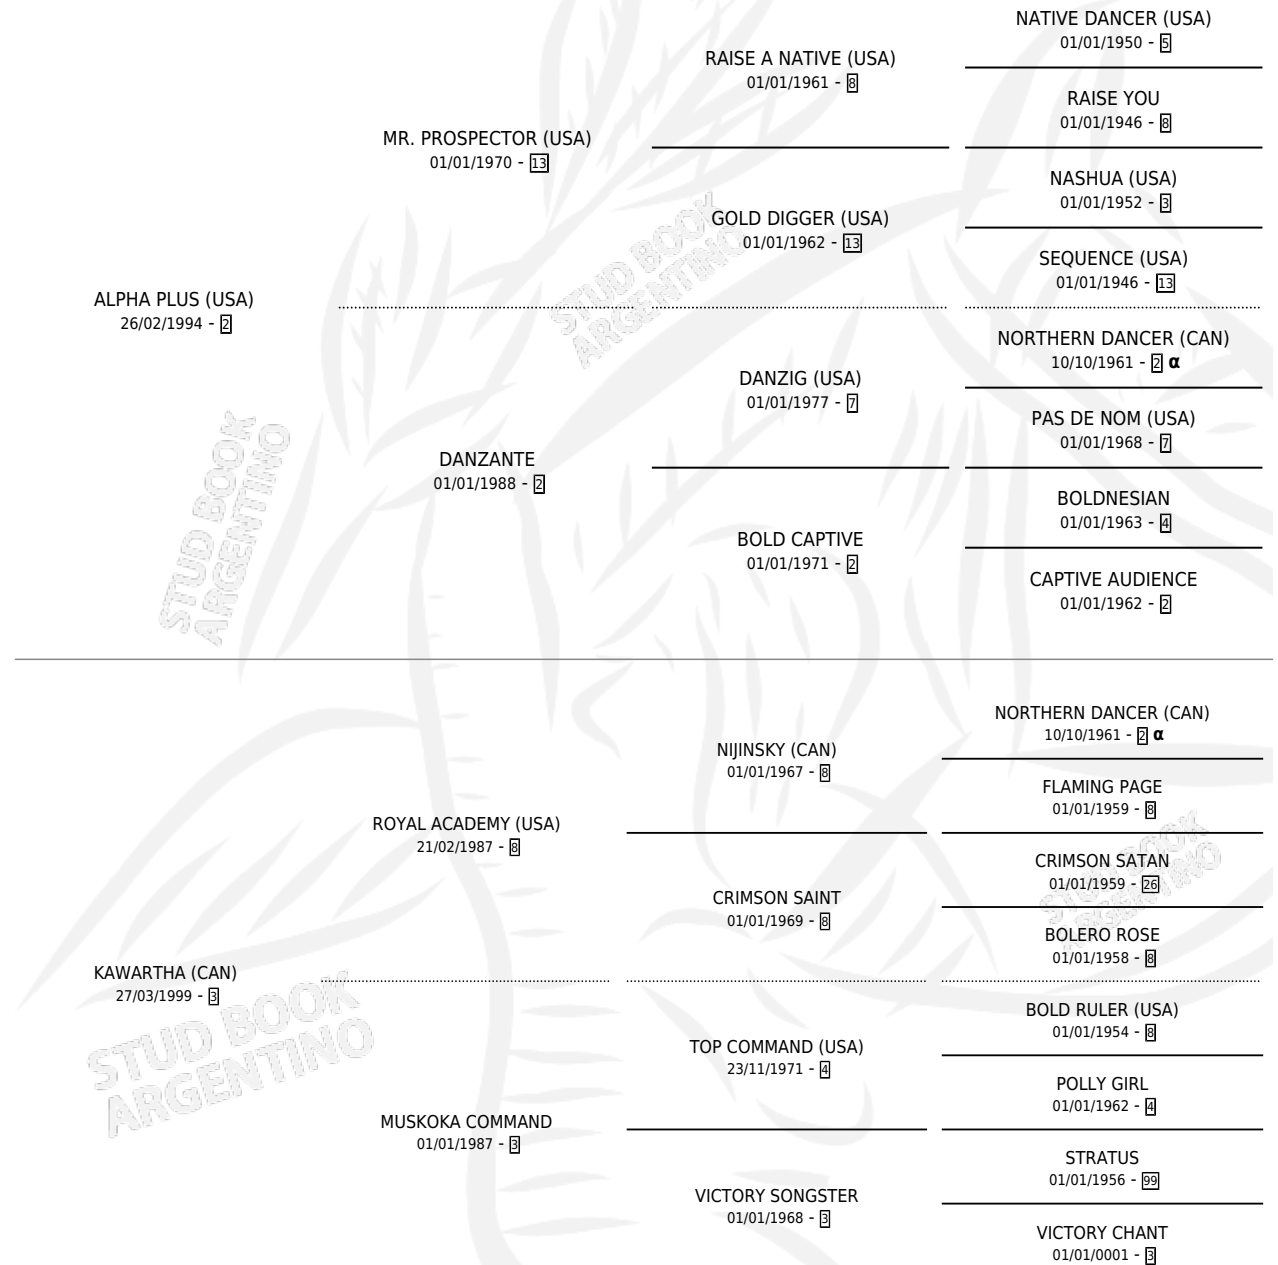 NATIVE DANCER (USA)
01/01/1950 - 5
RAISE A NATIVE (USA)
01/01/1961 - 8
RAISE YOU
01/01/1946 - 8
MR. PROSPECTOR (USA)
01/01/1970 - 13
NASHUA (USA)
01/01/1952 - 3
GOLD DIGGER (USA)
01/01/1962 - 13
SEQUENCE (USA)
01/01/1946 - 13
STUD BOOK
ARGENTINO
ALPHA PLUS (USA)
26/02/1994 - 2
NORTHERN DANCER (CAN)
10/10/1961 - 2 α
DANZIG (USA)
01/01/1977 - 7
PAS DE NOM (USA)
01/01/1968 - 7
DANZANTE
01/01/1988 - 2
BOLDNESIAN
01/01/1963 - 4
BOLD CAPTIVE
01/01/1971 - 2
CAPTIVE AUDIENCE
01/01/1962 - 2
STUD BOOK
ARGENTINO
NORTHERN DANCER (CAN)
10/10/1961 - 2 α
NIJINSKY (CAN)
01/01/1967 - 8
FLAMING PAGE
01/01/1959 - 8
ROYAL ACADEMY (USA)
21/02/1987 - 8
CRIMSON SATAN
01/01/1959 - 26
CRIMSON SAINT
01/01/1969 - 8
BOLERO ROSE
01/01/1958 - 8
STUD BOOK
ARGENTINO
KAWARTHA (CAN)
27/03/1999 - 3
BOLD RULER (USA)
01/01/1954 - 8
TOP COMMAND (USA)
23/11/1971 - 4
POLLY GIRL
01/01/1962 - 4
STUD BOOK
ARGENTINO
MUSKOKA COMMAND
01/01/1987 - 3
STRATUS
01/01/1956 - 99
VICTORY SONGSTER
01/01/1968 - 3
VICTORY CHANT
01/01/0001 - 3